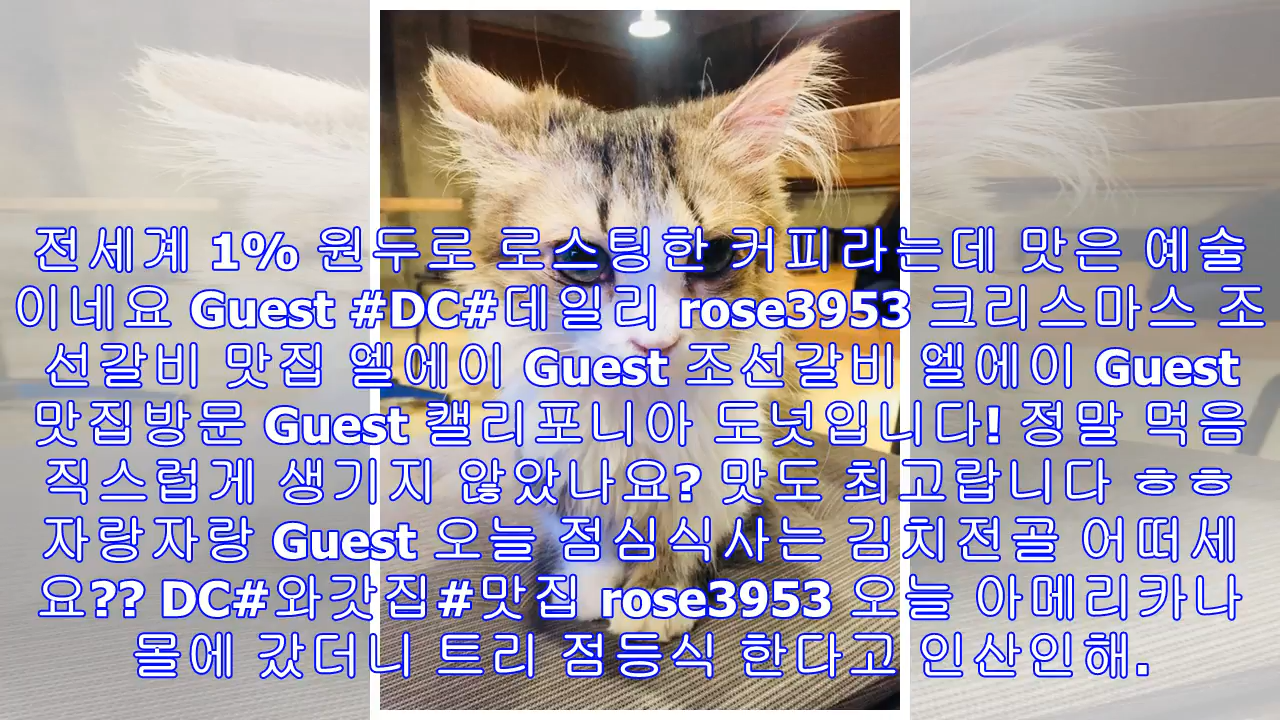 전세계 1% 원두로 로스팅한 커피라는데 맛은 예술
이네요 Guest #DC#데일리 rose3953 크리스마스 조
선갈비 맛집 엘에이 Guest 조선갈비 엘에이 Guest
맛집방문 Guest 캘리포니아 도넛입니다! 정말 먹음
직스럽게 생기지 않았나요? 맛도 최고랍니다 ㅎㅎ
자랑자랑 Guest 오늘 점심식사는 김치전골 어떠세
요?? DC#와갓집#맛집 rose3953 오늘 아메리카나
몰에 갔더니 트리 점등식 한다고 인산인해.